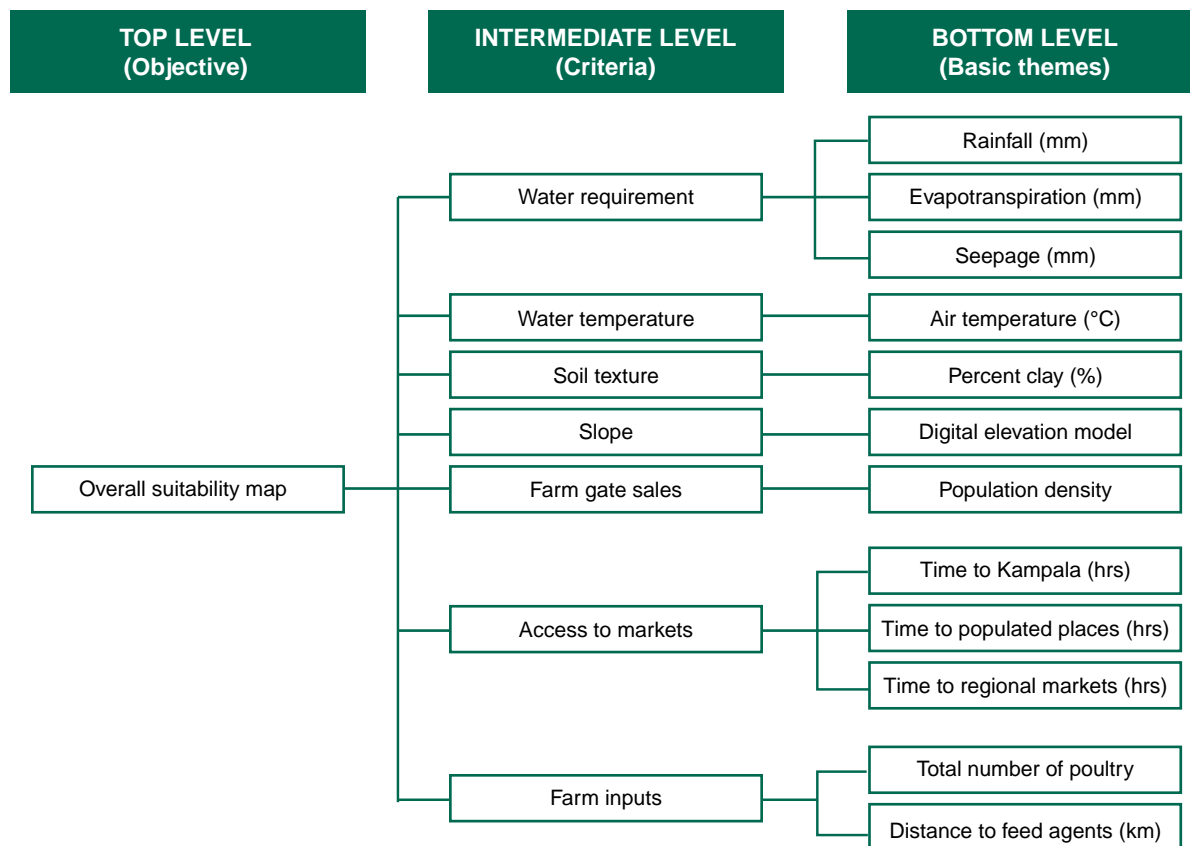 TOP LEVEL
(Objective)
INTERMEDIATE LEVEL
(Criteria)
BOTTOM LEVEL
(Basic themes)
Overall suitability map
Water requirement
Rainfall (mm)
Evapotranspiration (mm)
Seepage (mm)
Water temperature
Air temperature (°C)
Soil texture
Percent clay (%)
Slope
Digital elevation model
Farm gate sales
Population density
Access to markets
Time to Kampala (hrs)
Time to populated places (hrs)
Time to regional markets (hrs)
Farm inputs
Total number of poultry
Distance to feed agents (km)